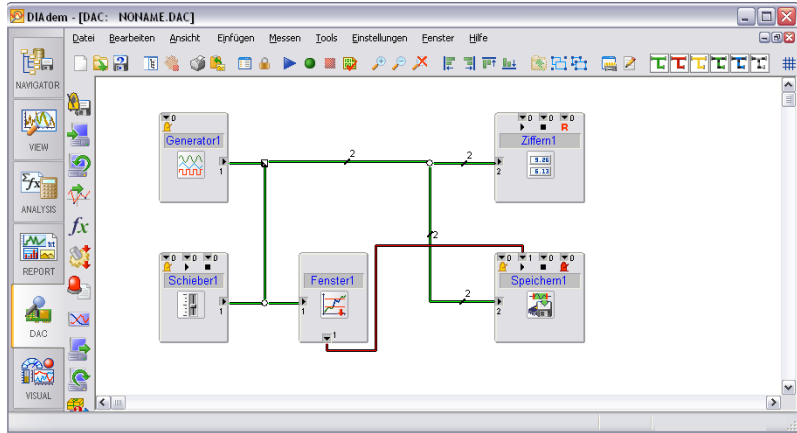 DIAdem - [DAC: NONAME.DAC]
Datei Bearbeiten Ansicht Einfügen Messen Tools Einstellungen Fenster Hilfe
NAVIGATOR
VIEW
ANALYSIS
REPORT
DAC
VISUAL
0
Generator1
1
2
2
0 0 0
R
Ziffern1
9.26
6.13
2
0 0 0
Schieber1
1
Fenster1
1
1
2
2
0 1 0
Speichern1
2